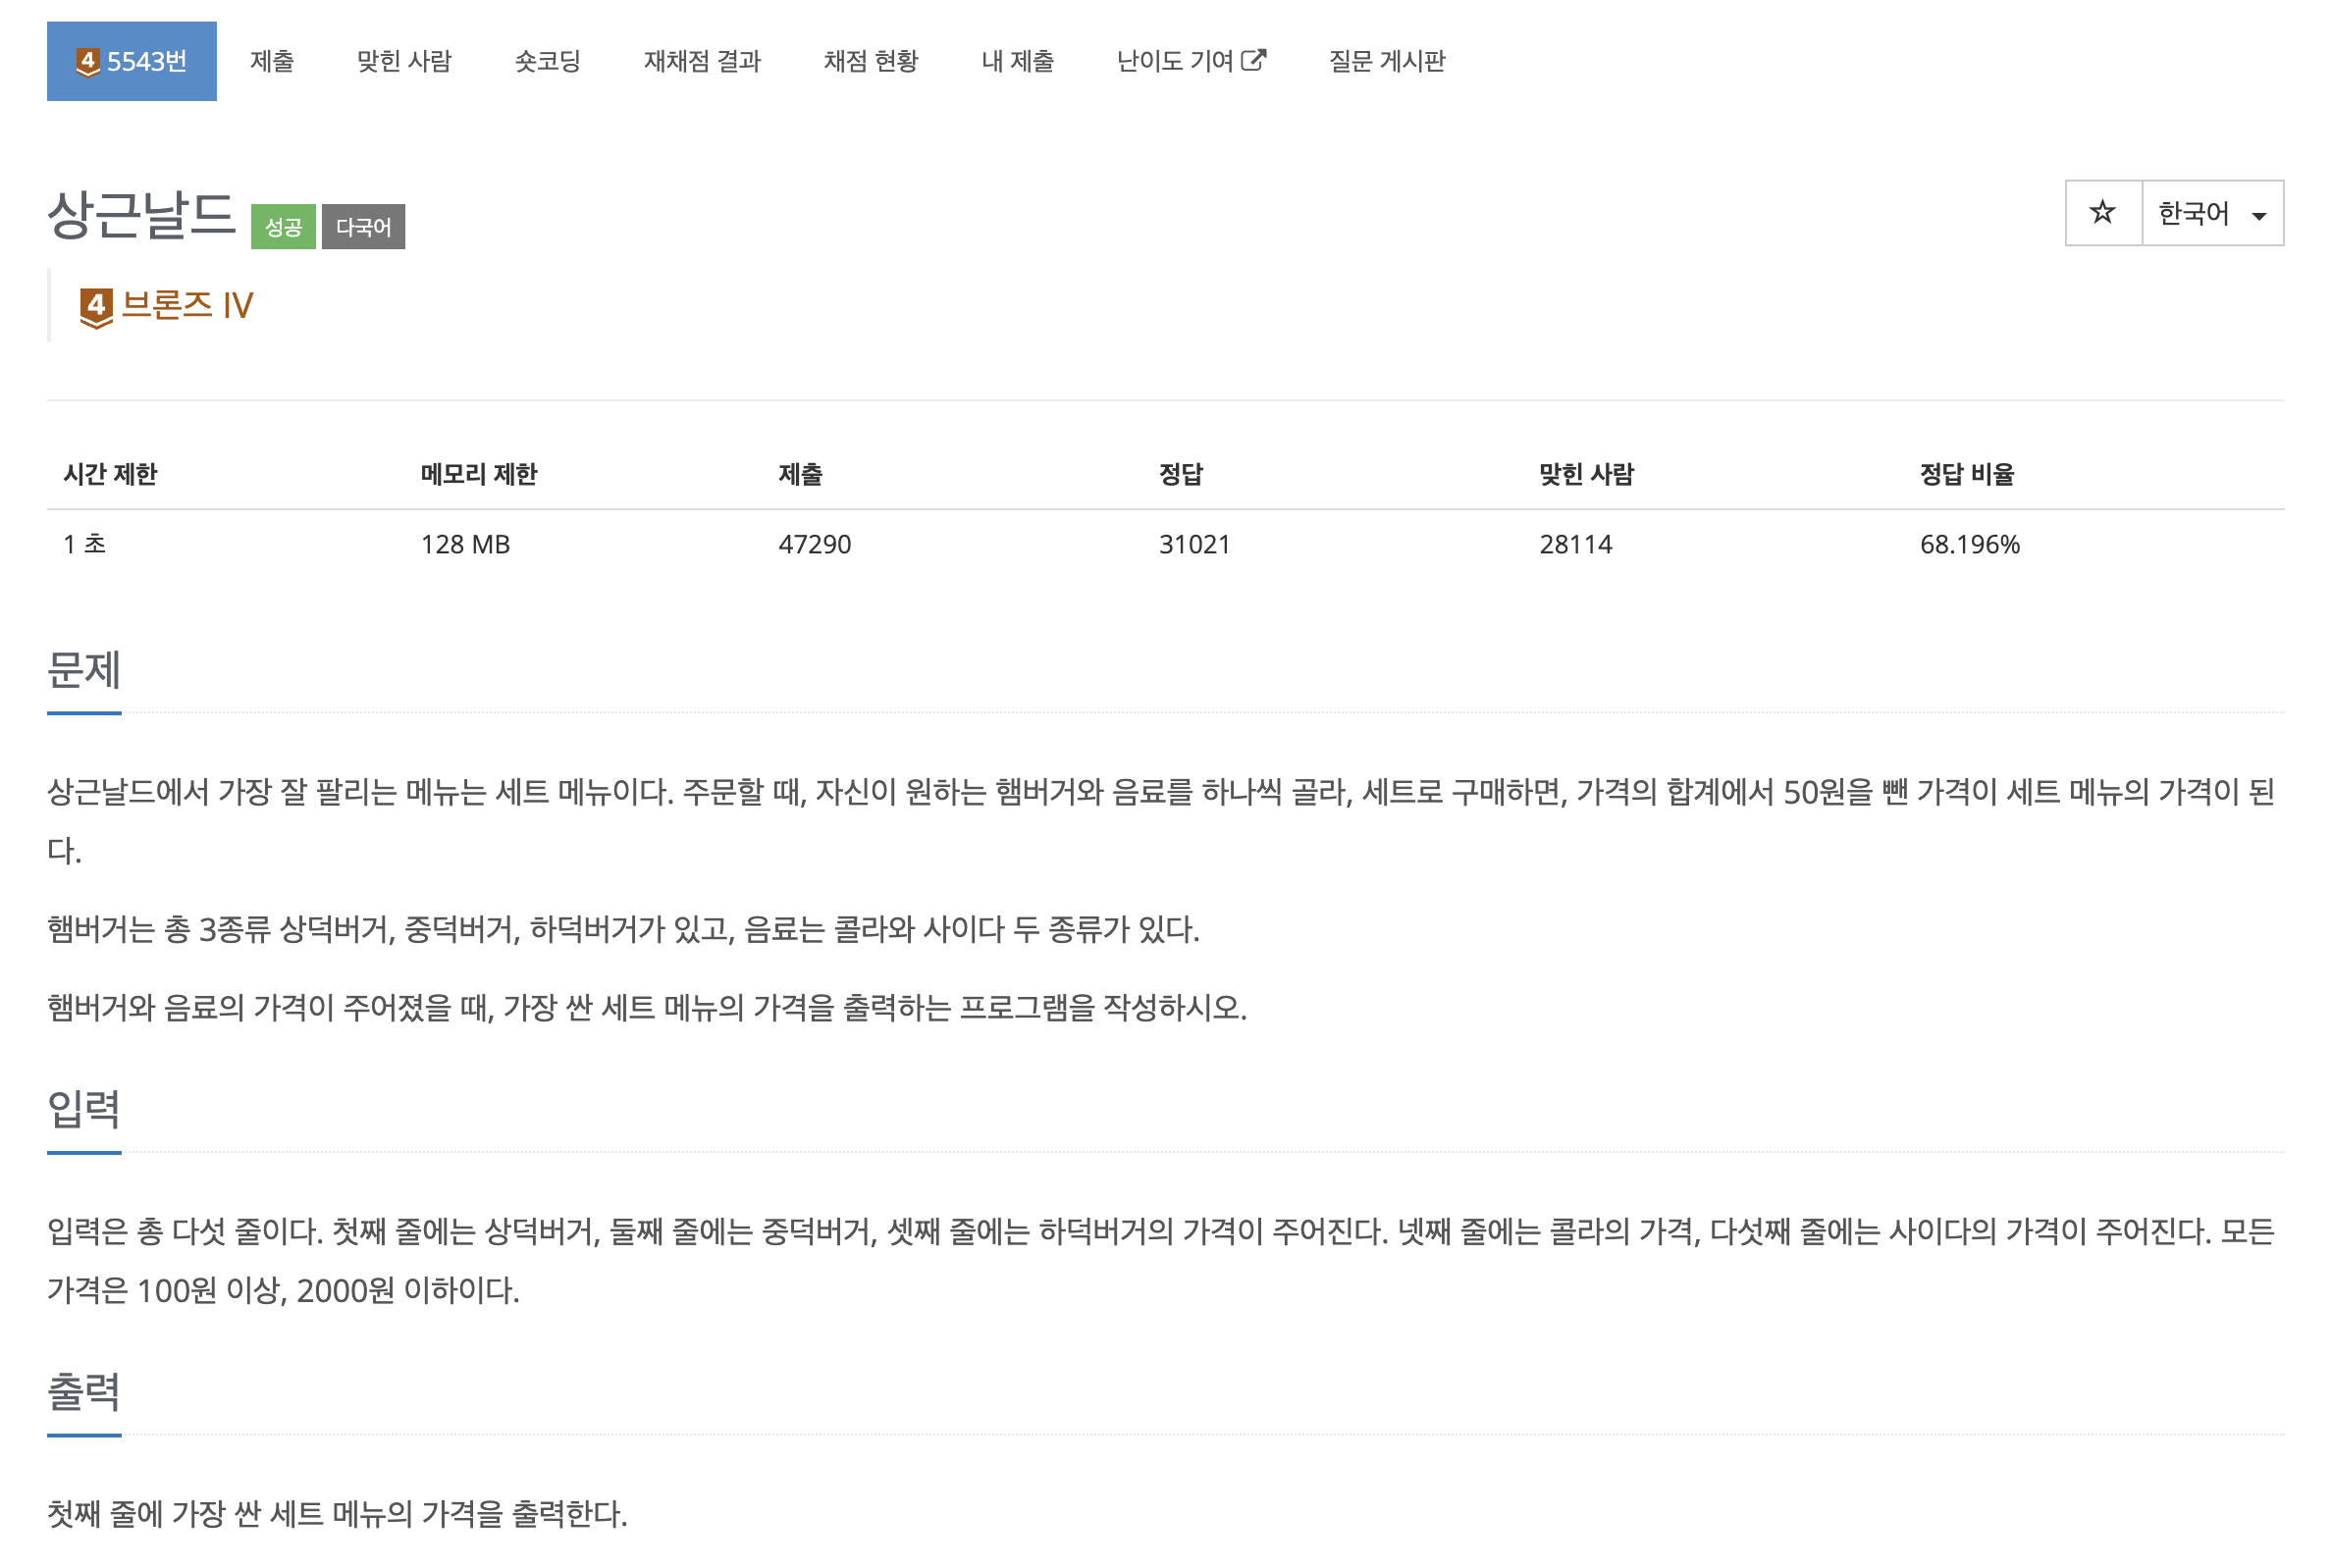 4 5543번 제출 맞힌 사람 숏코딩 재채점 결과 채점 현황 내 제출 난이도 기여 질문 게시판
상근날드 성공 다국어 한국어
4 브론즈 IV
시간 제한 메모리 제한 제출 정답 맞힌 사람 정답 비율
1 초 128 MB 47290 31021 28114 68.196%
문제
상근날드에서 가장 잘 팔리는 메뉴는 세트 메뉴이다. 주문할 때, 자신이 원하는 햄버거와 음료를 하나씩 골라, 세트로 구매하면, 가격의 합계에서 50원을 뺀 가격이 세트 메뉴의 가격이 된
다.
햄버거는 총 3종류 상덕버거, 중덕버거, 하덕버거가 있고, 음료는 콜라와 사이다 두 종류가 있다.
햄버거와 음료의 가격이 주어졌을 때, 가장 싼 세트 메뉴의 가격을 출력하는 프로그램을 작성하시오.
입력
입력은 총 다섯 줄이다. 첫째 줄에는 상덕버거, 둘째 줄에는 중덕버거, 셋째 줄에는 하덕버거의 가격이 주어진다. 넷째 줄에는 콜라의 가격, 다섯째 줄에는 사이다의 가격이 주어진다. 모든
가격은 100원 이상, 2000원 이하이다.
출력
첫째 줄에 가장 싼 세트 메뉴의 가격을 출력한다.